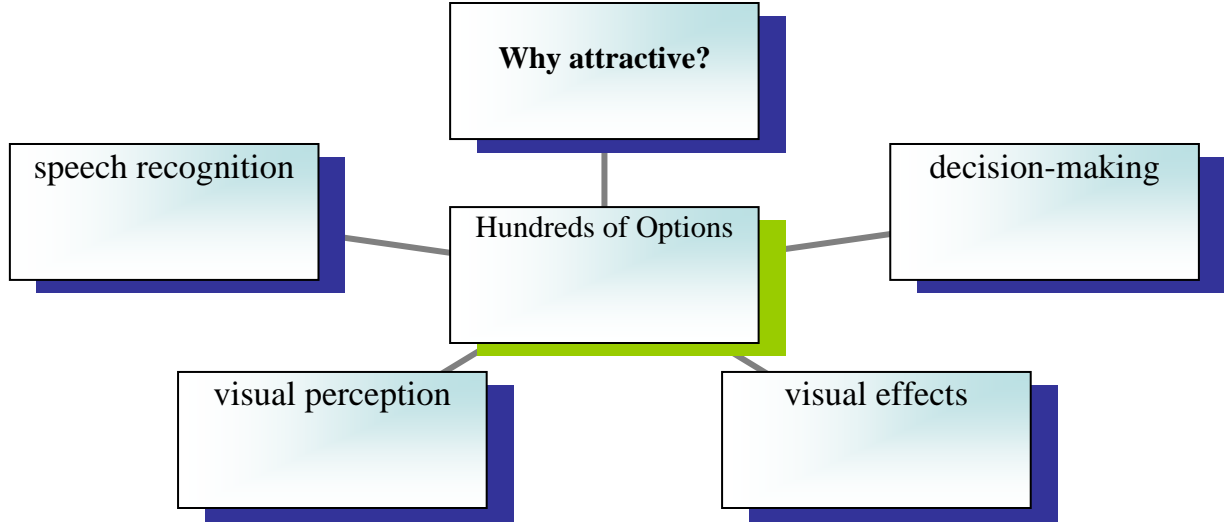 Why attractive?
speech recognition
decision-making
Hundreds of Options
visual perception
visual effects